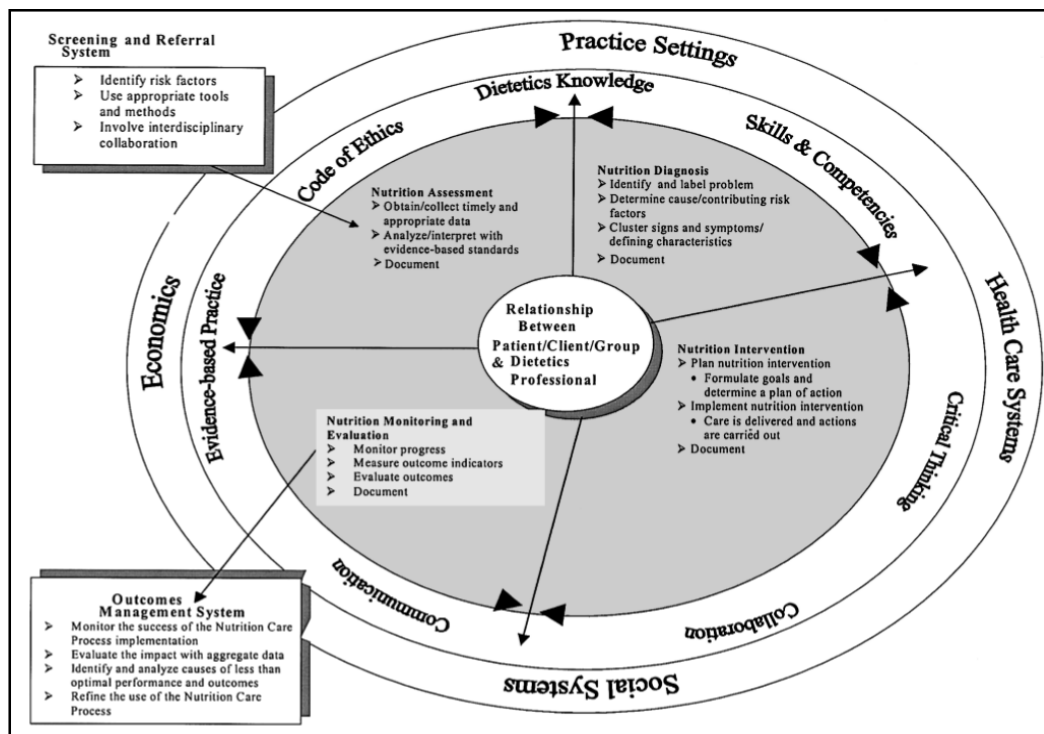 Screening and Referral
System
➢ Identify risk factors
➢ Use appropriate tools
and methods
➢ Involve interdisciplinary
collaboration
Practice Settings
Dietetics Knowledge
Code of Ethics
Skills & Competencies
Economics
Evidence-based Practice
Health Care Systems
Critical Thinking
Nutrition Assessment
➢ Obtain/collect timely and
appropriate data
➢ Analyze/interpret with
evidence-based standards
➢ Document
Nutrition Diagnosis
➢ Identify and label problem
➢ Determine cause/contributing risk
factors
➢ Cluster signs and symptoms/
defining characteristics
➢ Document
Relationship
Between
Patient/Client/Group
& Dietetics
Professional
Nutrition Intervention
➢ Plan nutrition intervention
• Formulate goals and
determine a plan of action
➢ Implement nutrition intervention
• Care is delivered and actions
are carried out
➢ Document
Nutrition Monitoring and
Evaluation
➢ Monitor progress
➢ Measure outcome indicators
➢ Evaluate outcomes
➢ Document
Communication
Collaboration
Social Systems
Outcomes
Management System
➢ Monitor the success of the Nutrition Care
Process implementation
➢ Evaluate the impact with aggregate data
➢ Identify and analyze causes of less than
optimal performance and outcomes
➢ Refine the use of the Nutrition Care
Process